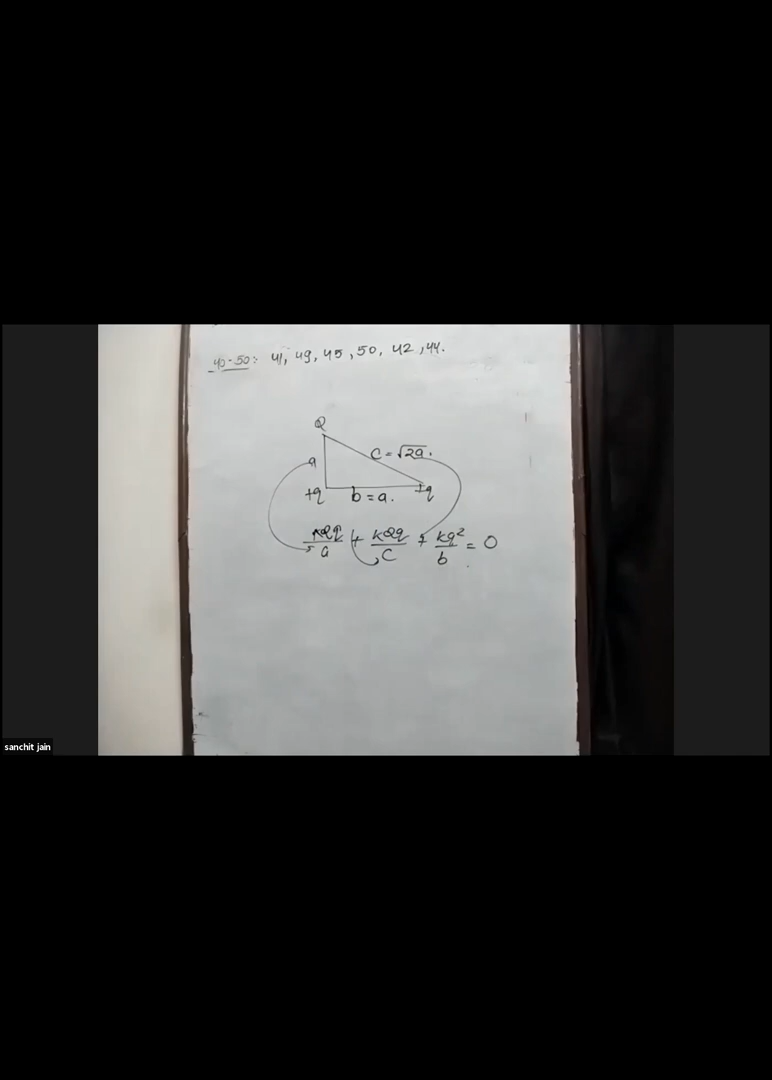 40-50: 41, 49, 45, 50, 42, 44.
Q
a
C = √2a.
+q
b = a.
+q
kQq/a + kQq/C + kq²/b = 0
sanchit jain